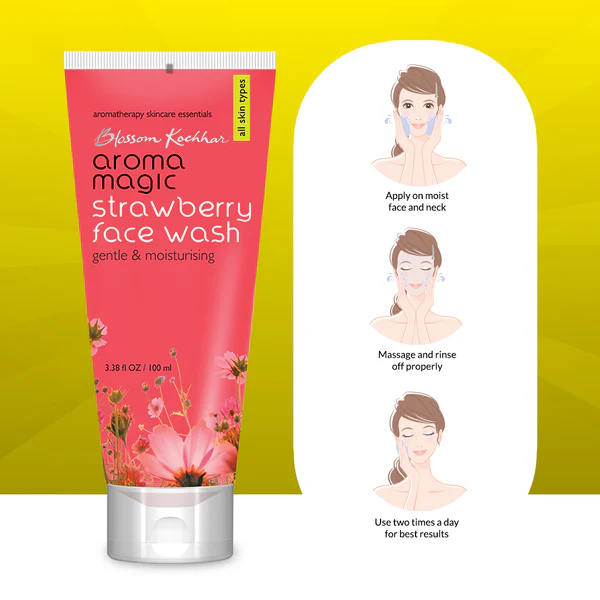 aromatherapy skincare essentials
all skin types
Blossom Kochhar
aroma
magic
strawberry
face wash
gentle & moisturising
3.38 fl OZ / 100 ml
Apply on moist
face and neck
Massage and rinse
off properly
Use two times a day
for best results